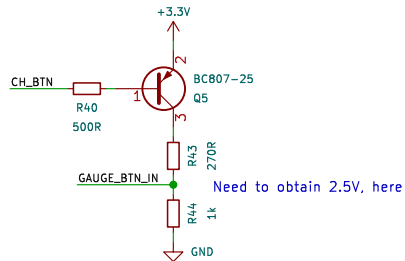 +3.3V
2
BC807-25
CH_BTN
1
Q5
R40
500R
3
R43
270R
GAUGE_BTN_IN
Need to obtain 2.5V, here
R44
1k
GND